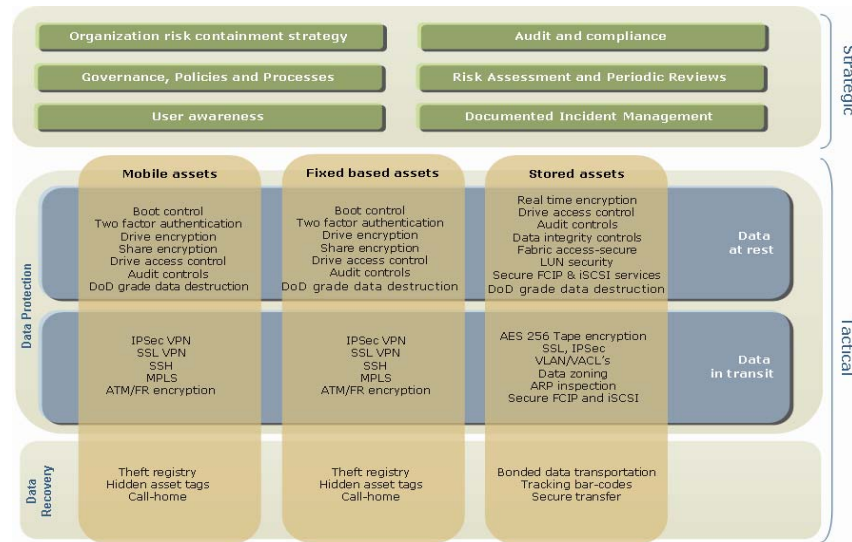 Organization risk containment strategy
Audit and compliance
Governance, Policies and Processes
Risk Assessment and Periodic Reviews
User awareness
Documented Incident Management
Strategic
Mobile assets
Fixed based assets
Stored assets
Data Protection
Boot control
Two factor authentication
Drive encryption
Share encryption
Drive access control
Audit controls
DoD grade data destruction
Boot control
Two factor authentication
Drive encryption
Share encryption
Drive access control
Audit controls
DoD grade data destruction
Real time encryption
Drive access control
Audit controls
Data integrity controls
Fabric access-secure
LUN security
Secure FCIP & iSCSI services
DoD grade data destruction
Data
at rest
IPSec VPN
SSL VPN
SSH
MPLS
ATM/FR encryption
IPSec VPN
SSL VPN
SSH
MPLS
ATM/FR encryption
AES 256 Tape encryption
SSL, IPSec
VLAN/VACL's
Data zoning
ARP inspection
Secure FCIP and iSCSI
Data
in transit
Tactical
Data
Recovery
Theft registry
Hidden asset tags
Call-home
Theft registry
Hidden asset tags
Call-home
Bonded data transportation
Tracking bar-codes
Secure transfer